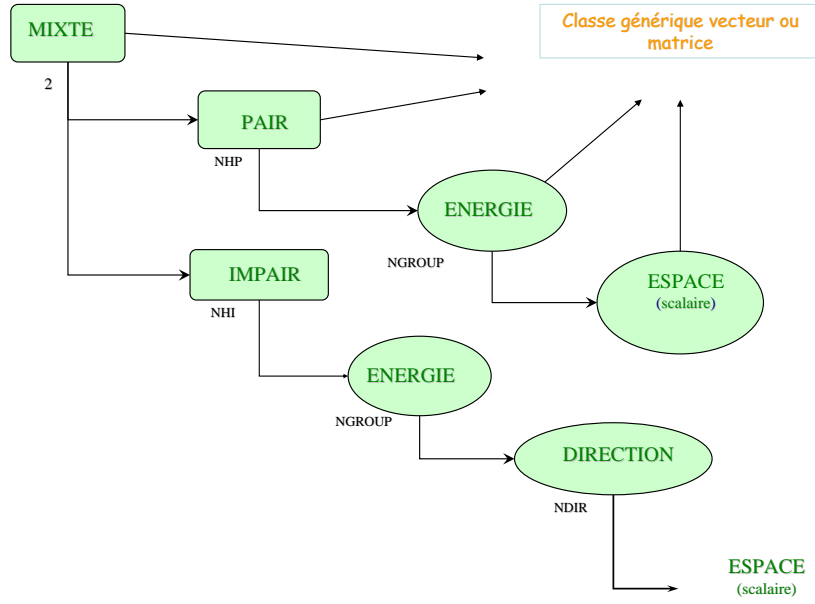 MIXTE
Classe générique vecteur ou
matrice
2
PAIR
NHP
ENERGIE
NGROUP
IMPAIR
NHI
ESPACE
(scalaire)
ENERGIE
NGROUP
DIRECTION
NDIR
ESPACE
(scalaire)